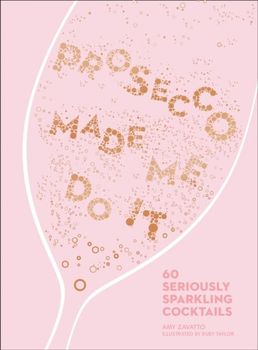 PROSECCO
MADE ME
DO IT
60
SERIOUSLY
SPARKLING
COCKTAILS
AMY ZAVATTO
ILLUSTRATED BY RUBY TAYLOR